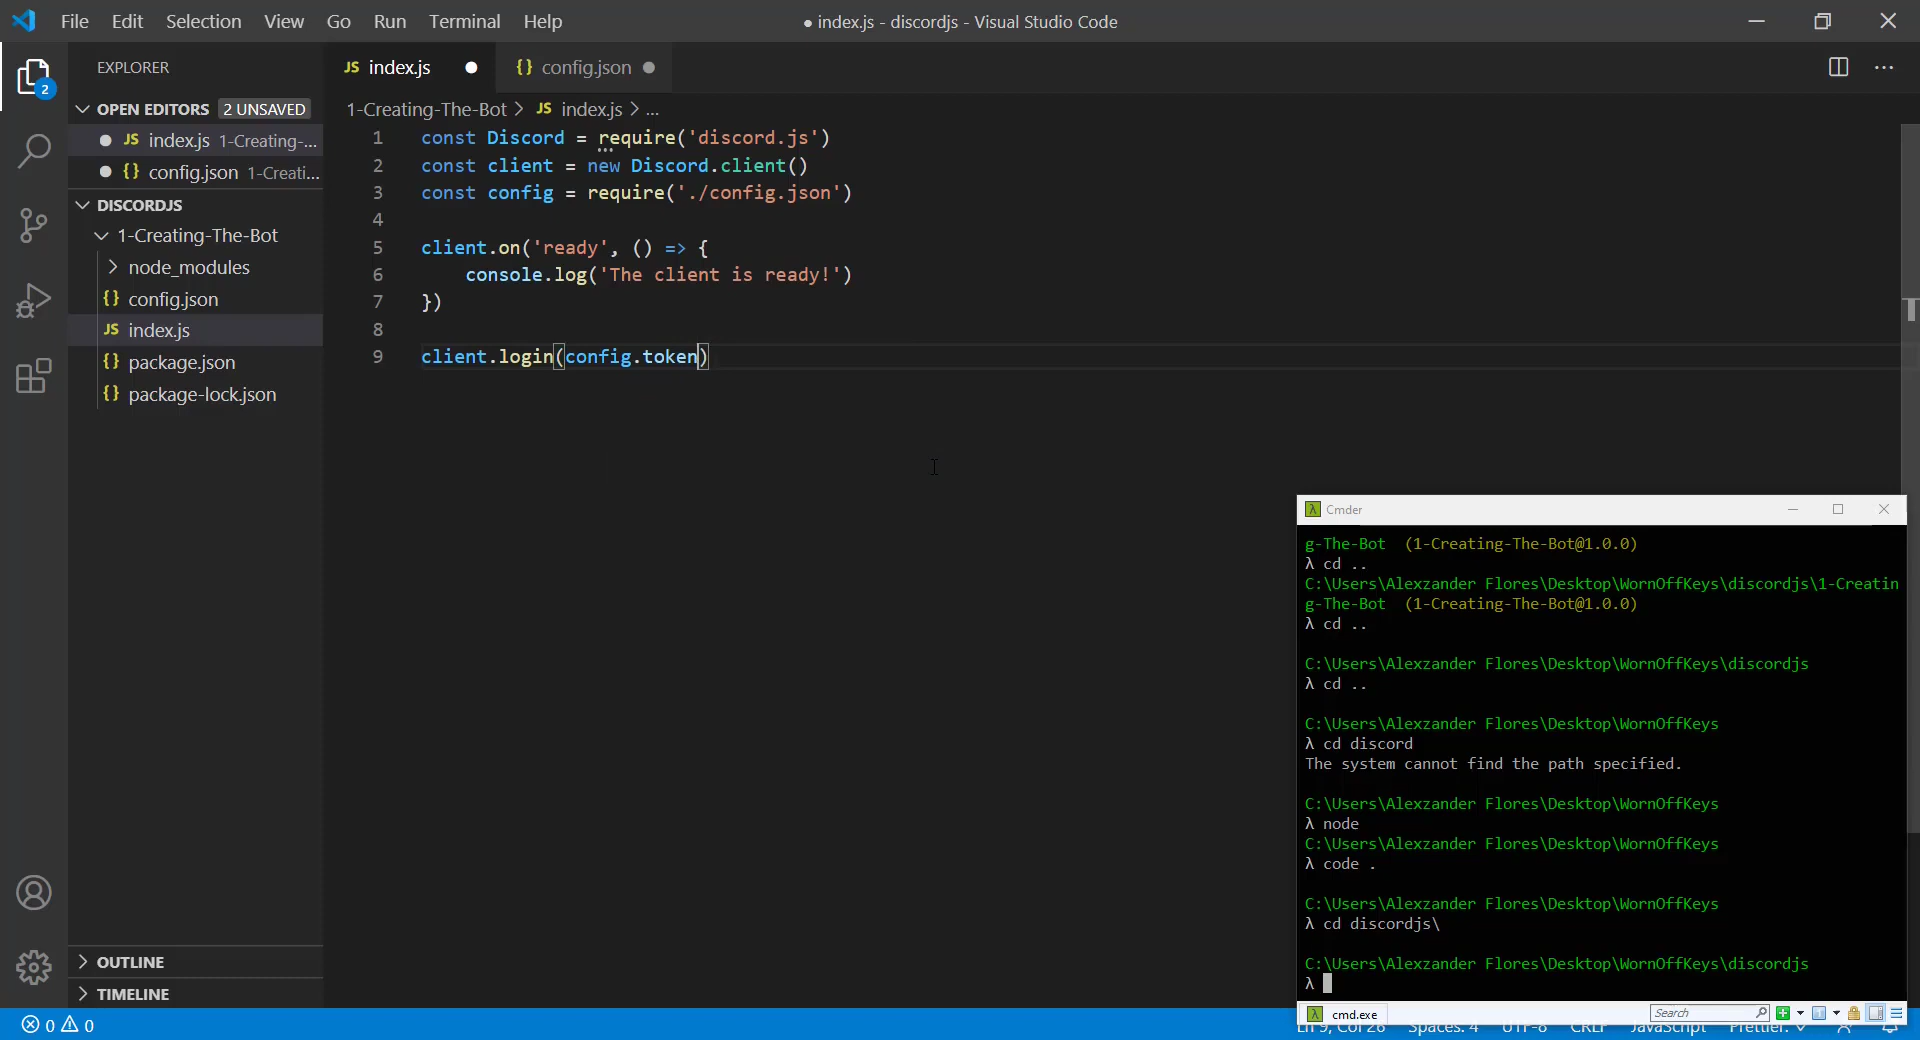 File Edit Selection View Go Run Terminal Help ● index.js - discordjs - Visual Studio Code
EXPLORER
JS index.js ● {} config.json ●
2
OPEN EDITORS 2 UNSAVED
● JS index.js 1-Creating-...
● {} config.json 1-Creati...
DISCORDJS
1-Creating-The-Bot
node_modules
{} config.json
JS index.js
{} package.json
{} package-lock.json
OUTLINE
TIMELINE
1-Creating-The-Bot > JS index.js > ...
1 const Discord = require('discord.js')
2 const client = new Discord.client()
3 const config = require('./config.json')
4
5 client.on('ready', () => {
6     console.log('The client is ready!')
7 })
8
9 client.login(config.token)
λ Cmder
g-The-Bot  (1-Creating-The-Bot@1.0.0)
λ cd ..
C:\Users\Alexzander Flores\Desktop\WornOffKeys\discordjs\1-Creatin
g-The-Bot  (1-Creating-The-Bot@1.0.0)
λ cd ..
C:\Users\Alexzander Flores\Desktop\WornOffKeys\discordjs
λ cd ..
C:\Users\Alexzander Flores\Desktop\WornOffKeys
λ cd discord
The system cannot find the path specified.
C:\Users\Alexzander Flores\Desktop\WornOffKeys
λ node
C:\Users\Alexzander Flores\Desktop\WornOffKeys
λ code .
C:\Users\Alexzander Flores\Desktop\WornOffKeys
λ cd discordjs\
C:\Users\Alexzander Flores\Desktop\WornOffKeys\discordjs
λ
λ cmd.exe Search
0 0 Ln 9, Col 26 Spaces: 4 UTF-8 CRLF JavaScript Prettier: ✓